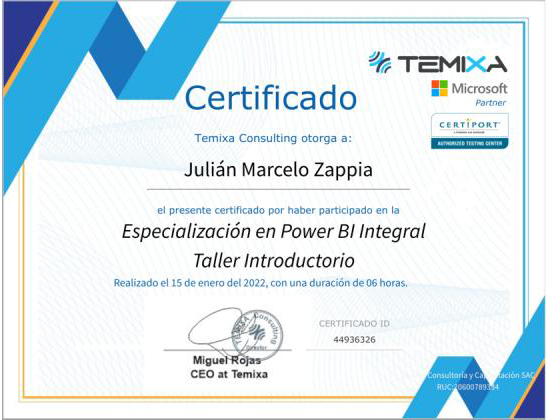 TEMIXA
Microsoft
Partner
Certificado
CERTIPORT
AUTHORIZED TESTING CENTER
Temixa Consulting otorga a:
Julián Marcelo Zappia
el presente certificado por haber participado en la
Especialización en Power BI Integral
Taller Introductorio
Realizado el 15 de enero del 2022, con una duración de 06 horas.
TEMIXA Consulting
Director
CERTIFICADO ID
44936326
Miguel Rojas
CEO at Temixa
Consultoría y Capacitación SAC
RUC:20600789334